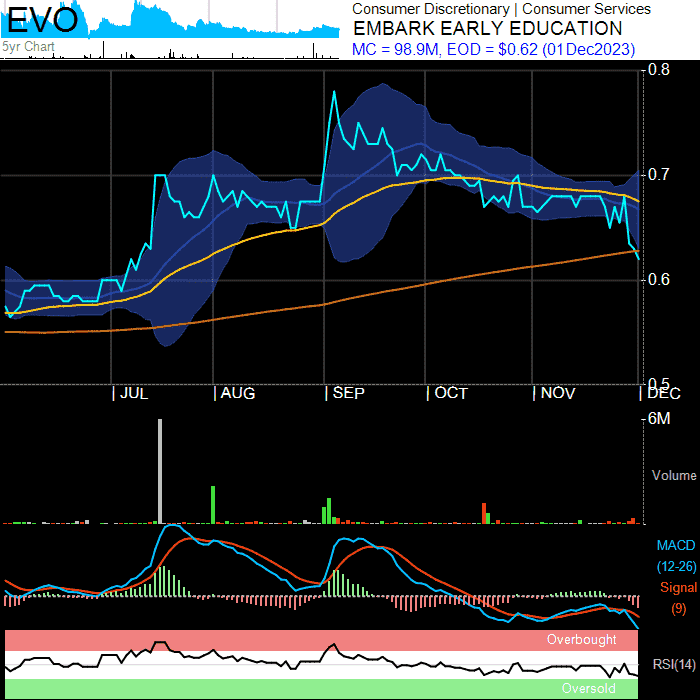 EVO
Consumer Discretionary | Consumer Services
EMBARK EARLY EDUCATION
MC = 98.9M, EOD = $0.62 (01Dec2023)
5yr Chart
0.8
0.7
0.6
0.5
JUL
AUG
SEP
OCT
NOV
DEC
6M
Volume
MACD
(12-26)
Signal
(9)
Overbought
RSI(14)
Oversold